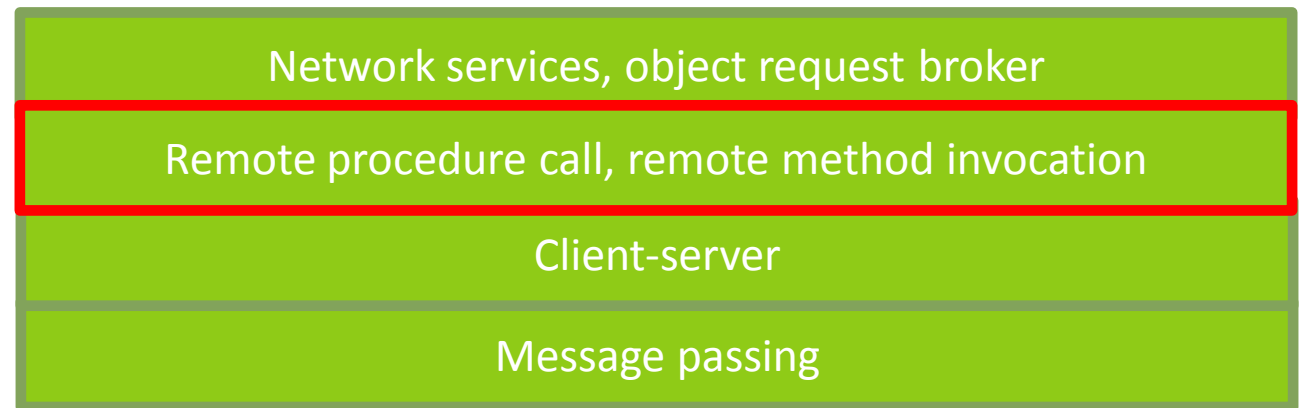 Network services, object request broker
Remote procedure call, remote method invocation
Client-server
Message passing